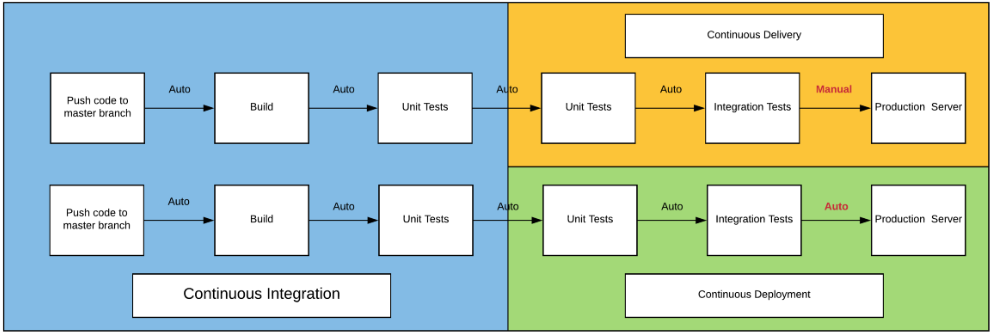 Continuous Delivery
Push code to
master branch
Auto
Build
Auto
Unit Tests
Auto
Unit Tests
Auto
Integration Tests
Manual
Production Server
Push code to
master branch
Auto
Build
Auto
Unit Tests
Auto
Unit Tests
Auto
Integration Tests
Auto
Production Server
Continuous Integration
Continuous Deployment